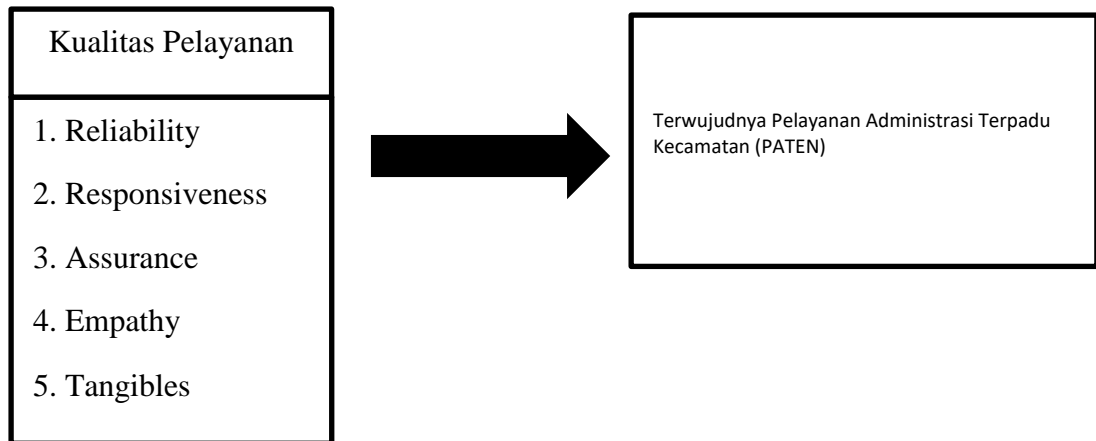 Kualitas Pelayanan
1. Reliability
2. Responsiveness
3. Assurance
4. Empathy
5. Tangibles
Terwujudnya Pelayanan Administrasi Terpadu
Kecamatan (PATEN)